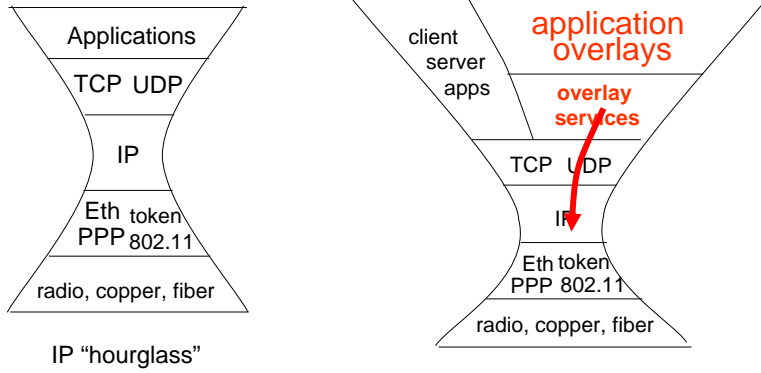 Applications
TCP UDP
IP
Eth token
PPP 802.11
radio, copper, fiber
IP “hourglass”
client
server
apps
application
overlays
overlay
services
TCP UDP
IP
Eth token
PPP 802.11
radio, copper, fiber